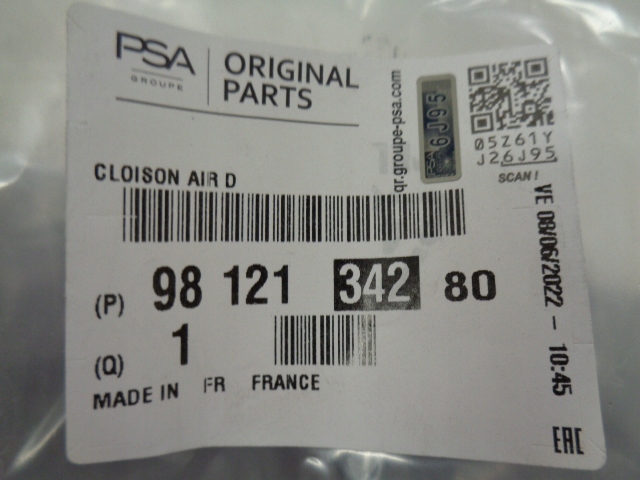 PSA
GROUPE
ORIGINAL
PARTS
qr.groupe-psa.com
PSA 6J95
05Z61Y
J26J95
SCAN !
CLOISON AIR D
(P) 98 121 342 80
(Q) 1
MADE IN FR FRANCE
VE 08/06/2022 - 10:45
EAC